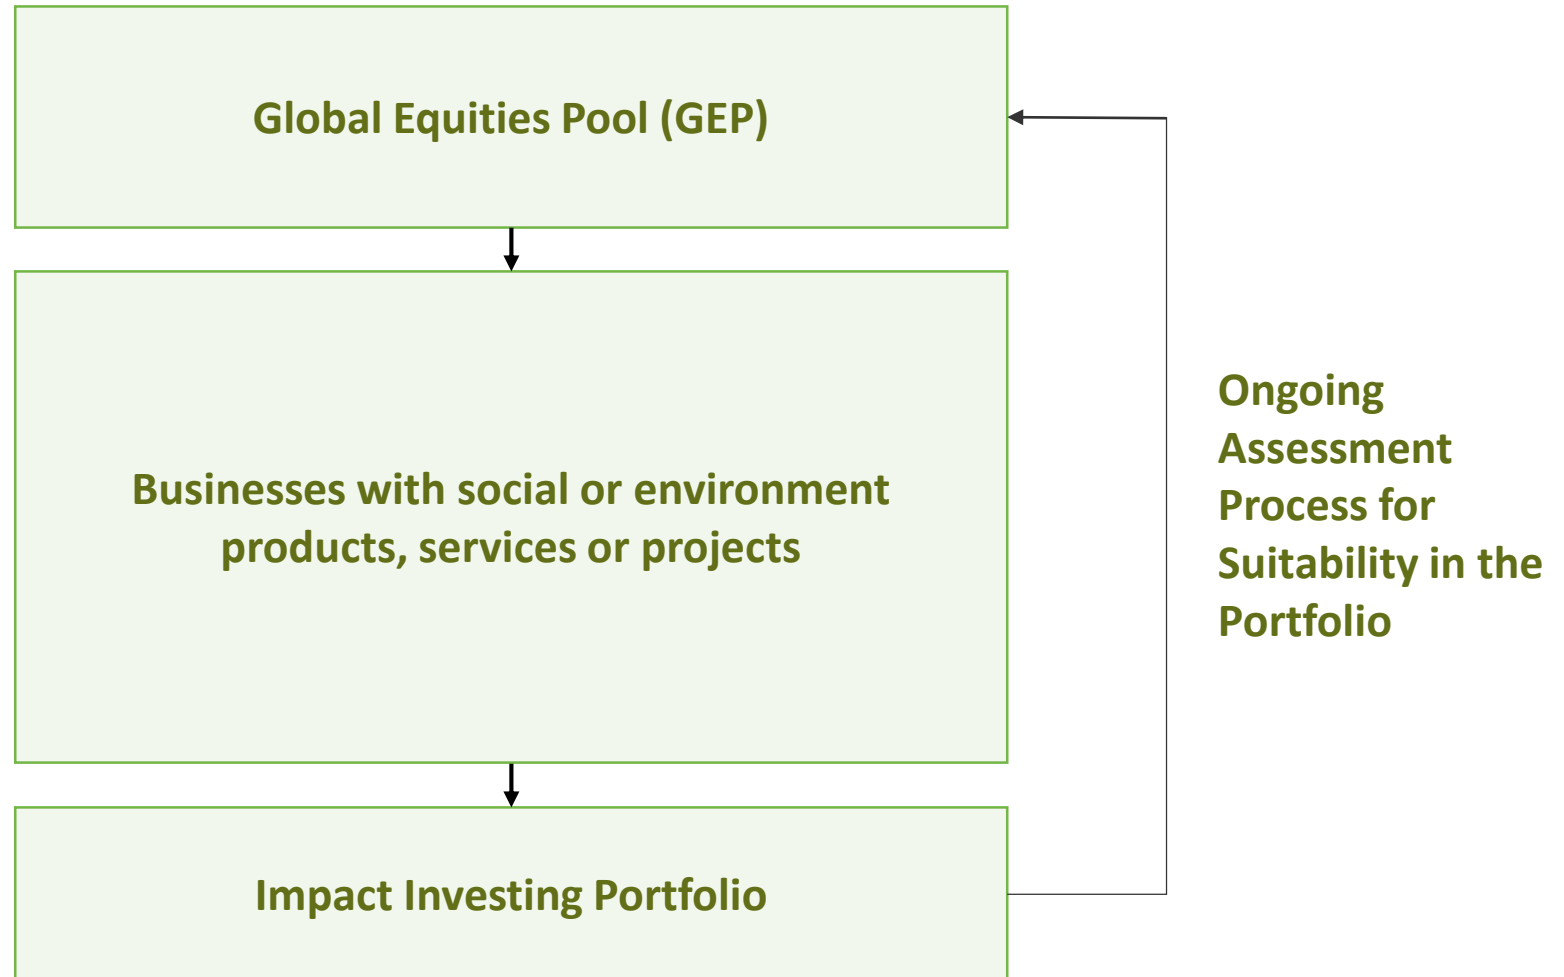 Global Equities Pool (GEP)
Businesses with social or environment
products, services or projects
Ongoing
Assessment
Process for
Suitability in the
Portfolio
Impact Investing Portfolio